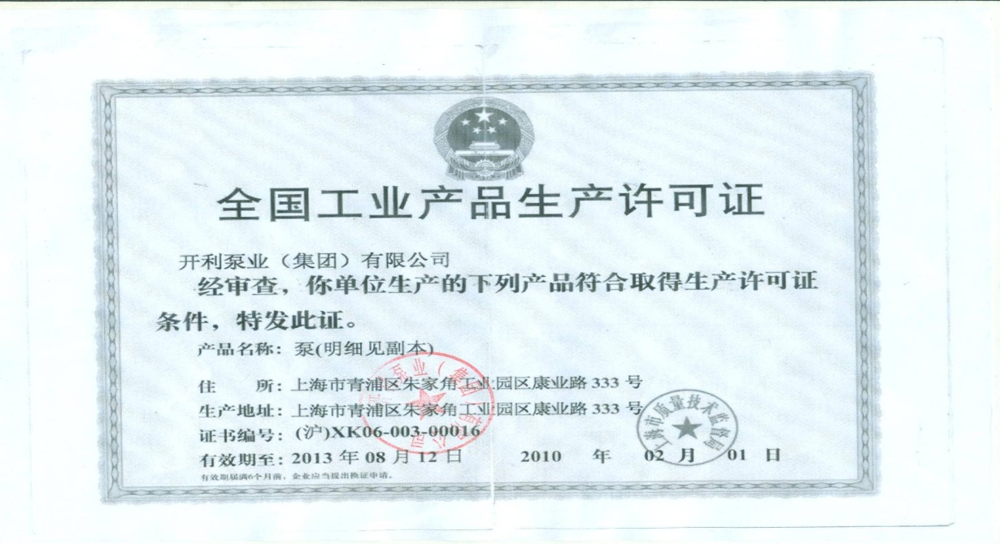 全国工业产品生产许可证
开利泵业（集团）有限公司
经审查，你单位生产的下列产品符合取得生产许可证
条件，特发此证。
产品名称：泵(明细见副本)
住　　所：上海市青浦区朱家角工业园区康业路 333 号
生产地址：上海市青浦区朱家角工业园区康业路 333 号
证书编号：(沪)XK06-003-00016
有效期至：2013 年 08 月 12 日　2010 年 02 月 01 日
有效期届满6个月前，企业应当提出换证申请。
泵业（集团）有限公司
上海市质量技术监督局